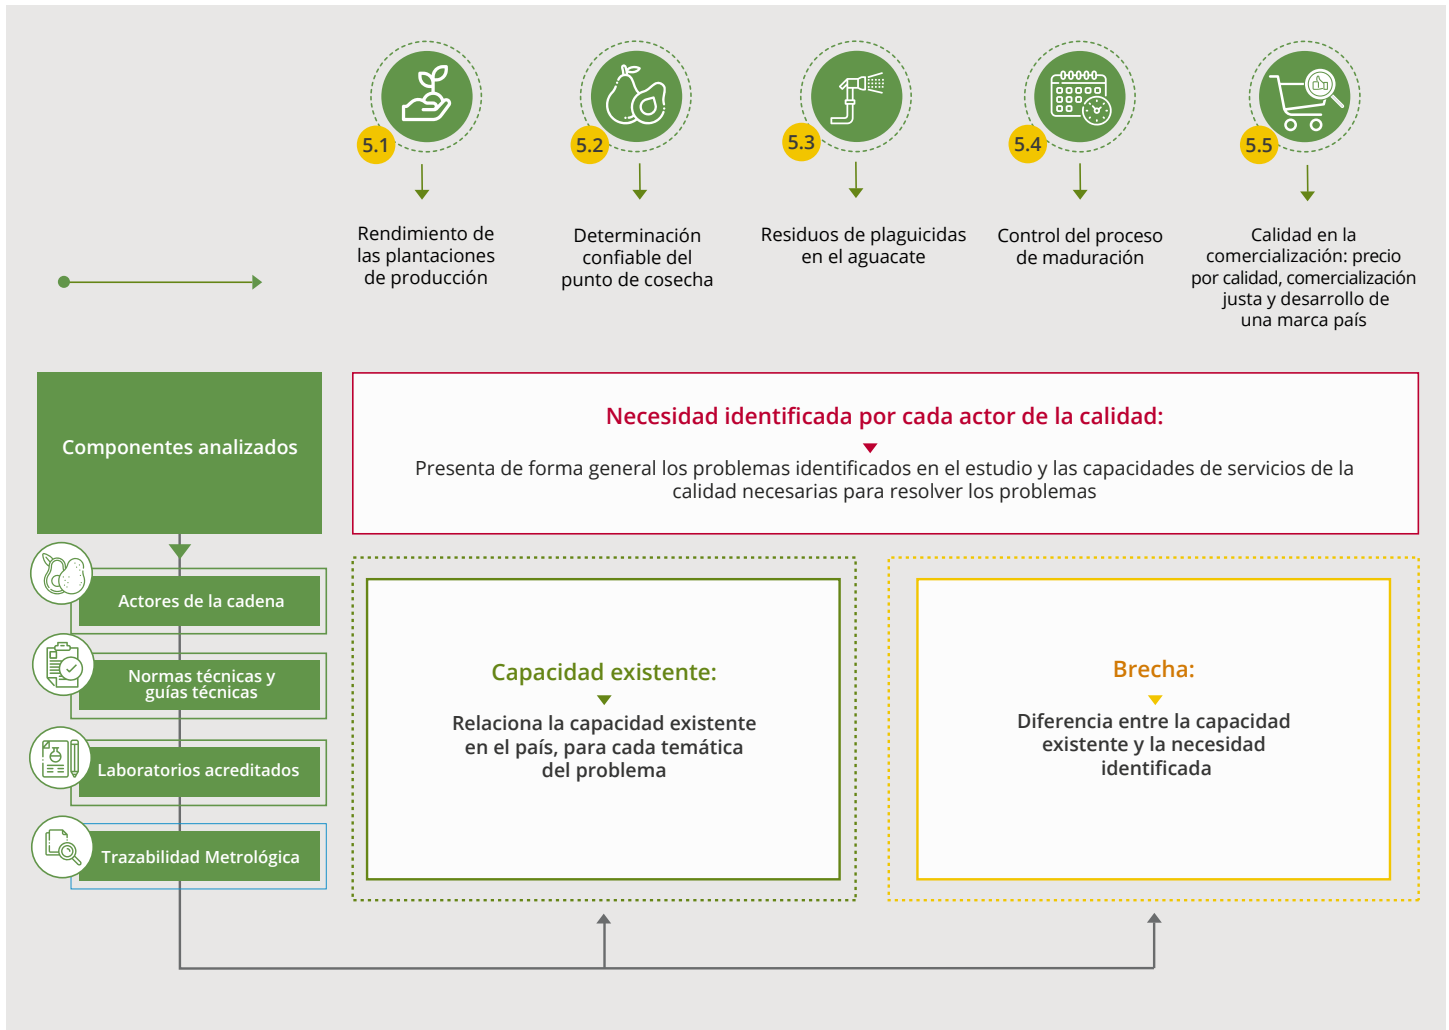 5.1
5.2
5.3
5.4
5.5
Rendimiento de
las plantaciones
de producción
Determinación
confiable del
punto de cosecha
Residuos de plaguicidas
en el aguacate
Control del proceso
de maduración
Calidad en la
comercialización: precio
por calidad, comercialización
justa y desarrollo de
una marca país
Componentes analizados
Necesidad identificada por cada actor de la calidad:
Presenta de forma general los problemas identificados en el estudio y las capacidades de servicios de la
calidad necesarias para resolver los problemas
Actores de la cadena
Normas técnicas y
guías técnicas
Laboratorios acreditados
Trazabilidad Metrológica
Capacidad existente:
Relaciona la capacidad existente
en el país, para cada temática
del problema
Brecha:
Diferencia entre la capacidad
existente y la necesidad
identificada